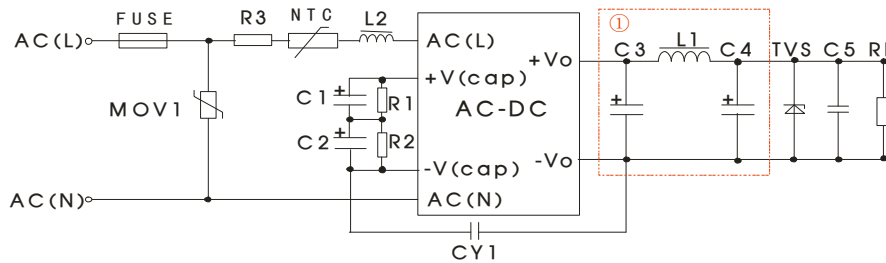 FUSE R3 NTC L2
AC(L) AC(L)
①
C3 L1 C4 TVS C5
+Vo
+V(cap)
C1 R1
AC-DC
MOV1
C2 R2
-V(cap) -Vo
AC(N) AC(N)
CY1